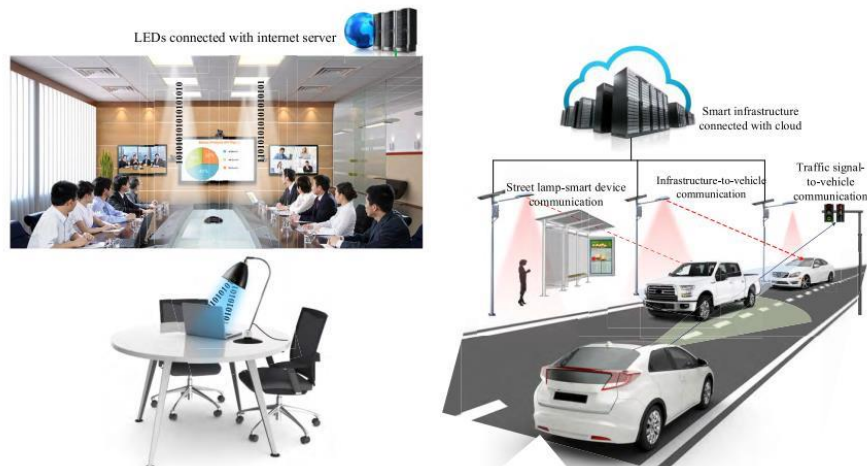 LEDs connected with internet server
Smart infrastructure
connected with cloud
Traffic signal-
to-vehicle
communication
Street lamp-smart device
communication
Infrastructure-to-vehicle
communication